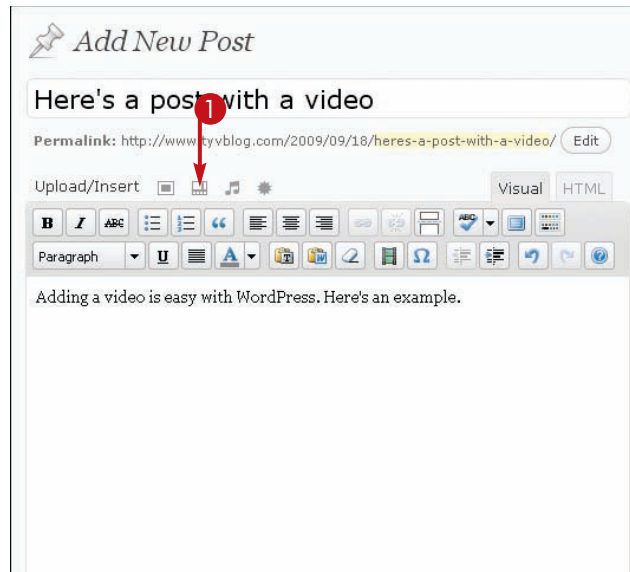 Add New Post
Here's a post with a video
1
Permalink: http://www.tyvblog.com/2009/09/18/heres-a-post-with-a-video/ Edit
Upload/Insert Visual HTML
B I ABC ABC
Paragraph U A Ω
Adding a video is easy with WordPress. Here's an example.